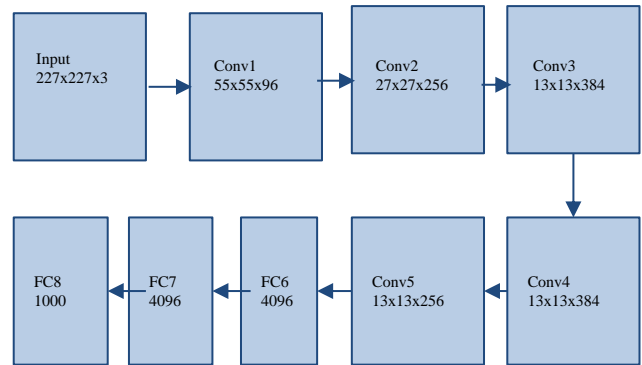 Input
227x227x3
Conv1
55x55x96
Conv2
27x27x256
Conv3
13x13x384
FC8
1000
FC7
4096
FC6
4096
Conv5
13x13x256
Conv4
13x13x384